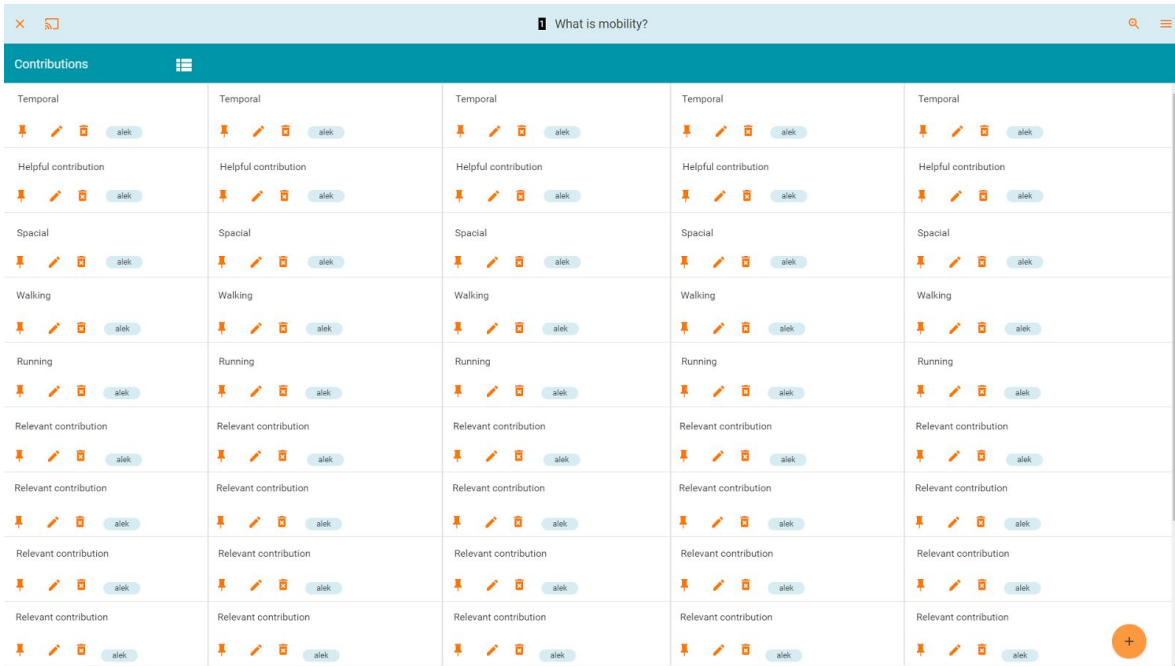 1 What is mobility?
Contributions
Temporal Temporal Temporal Temporal Temporal
alek alek alek alek alek
Helpful contribution Helpful contribution Helpful contribution Helpful contribution Helpful contribution
alek alek alek alek alek
Spacial Spacial Spacial Spacial Spacial
alek alek alek alek alek
Walking Walking Walking Walking Walking
alek alek alek alek alek
Running Running Running Running Running
alek alek alek alek alek
Relevant contribution Relevant contribution Relevant contribution Relevant contribution Relevant contribution
alek alek alek alek alek
Relevant contribution Relevant contribution Relevant contribution Relevant contribution Relevant contribution
alek alek alek alek alek
Relevant contribution Relevant contribution Relevant contribution Relevant contribution Relevant contribution
alek alek alek alek alek
Relevant contribution Relevant contribution Relevant contribution Relevant contribution Relevant contribution
alek alek alek alek alek